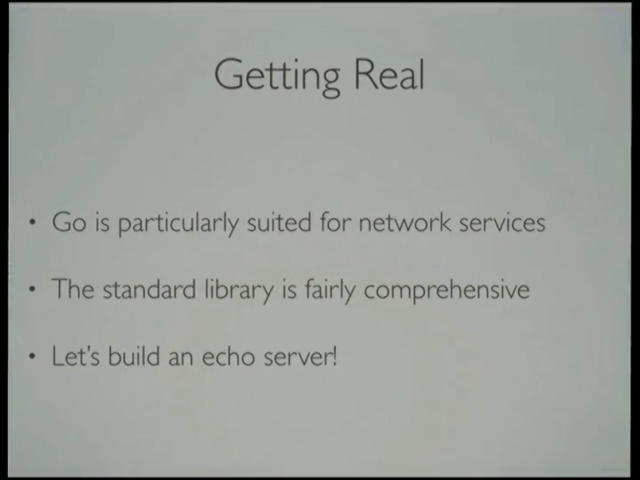 Getting Real
• Go is particularly suited for network services
• The standard library is fairly comprehensive
• Let's build an echo server!